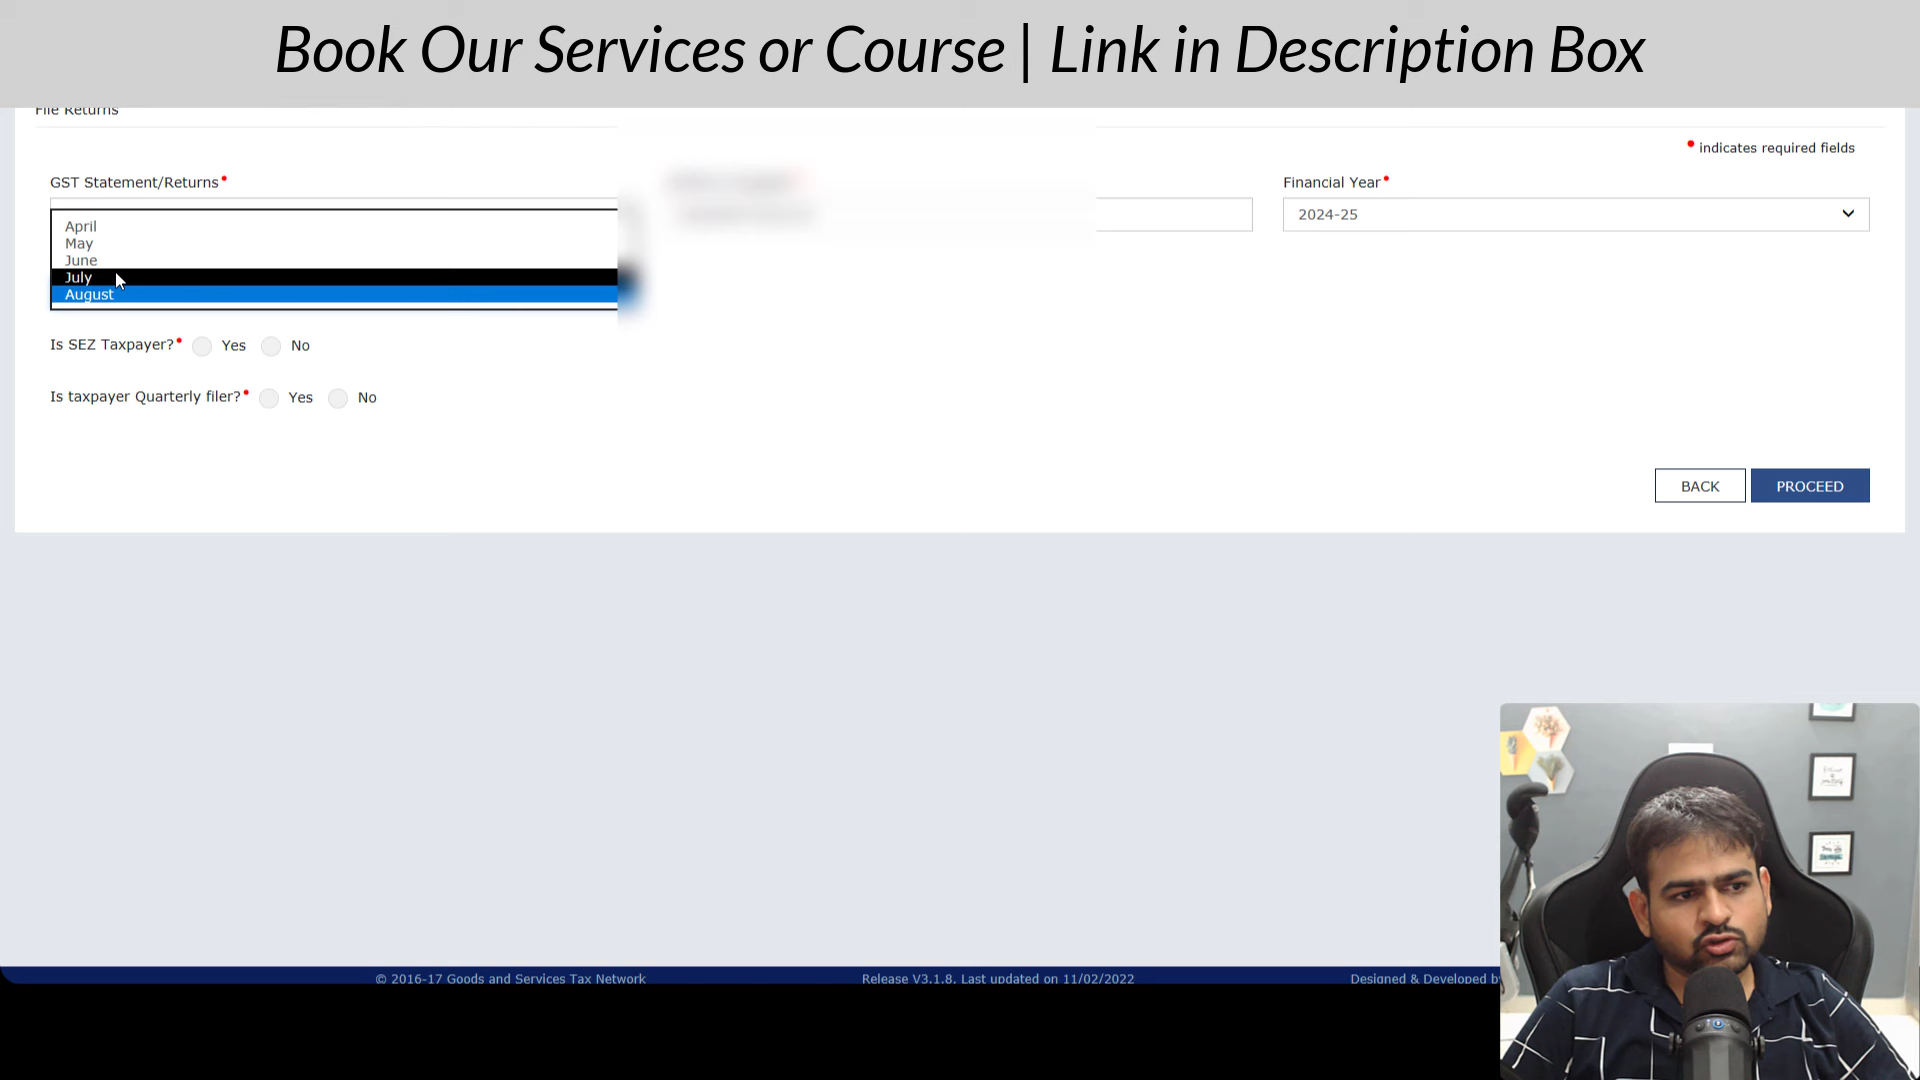 Book Our Services or Course | Link in Description Box
File Returns
• indicates required fields
GST Statement/Returns•
Financial Year•
2024-25
April
May
June
July
August
Is SEZ Taxpayer?• Yes No
Is taxpayer Quarterly filer?• Yes No
BACK PROCEED
© 2016-17 Goods and Services Tax Network
Release V3.1.8. Last updated on 11/02/2022
Designed & Developed by